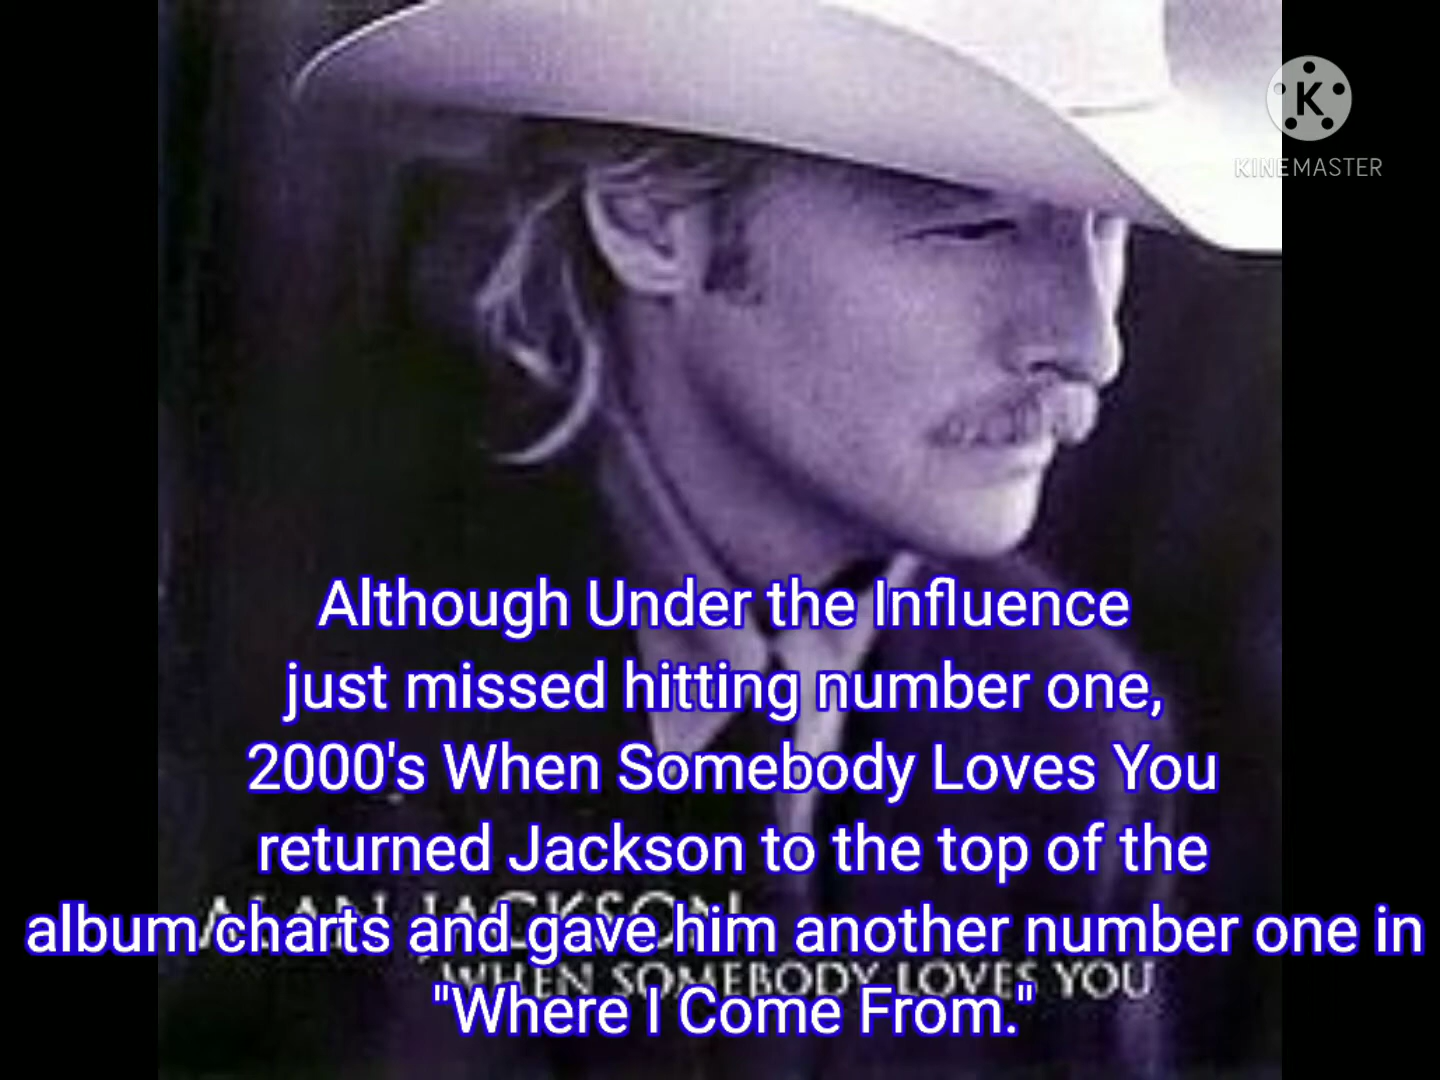 K
KINEMASTER
Although Under the Influence
just missed hitting number one,
2000's When Somebody Loves You
returned Jackson to the top of the
album charts and gave him another number one in
"Where I Come From."
ALAN JACKSON
WHEN SOMEBODY LOVES YOU